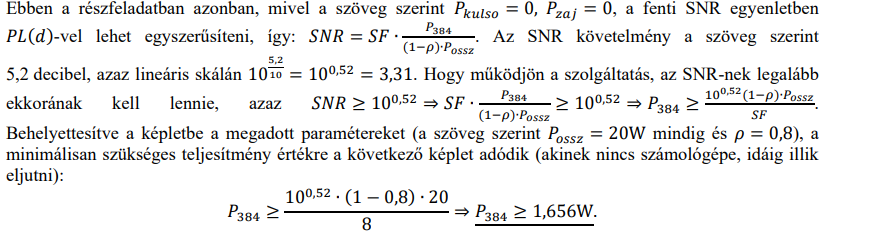 Ebben a részfeladatban azonban, mivel a szöveg szerint $P_{kulso} = 0$, $P_{zaj} = 0$, a fenti SNR egyenletben
$PL(d)$-vel lehet egyszerűsíteni, így: $SNR = SF \cdot \frac{P_{384}}{(1-\rho) \cdot P_{ossz}}$. Az SNR követelmény a szöveg szerint
5,2 decibel, azaz lineáris skálán $10^{\frac{5,2}{10}} = 10^{0,52} = 3,31$. Hogy működjön a szolgáltatás, az SNR-nek legalább
ekkorának kell lennie, azaz $SNR \geq 10^{0,52} \Rightarrow SF \cdot \frac{P_{384}}{(1-\rho) \cdot P_{ossz}} \geq 10^{0,52} \Rightarrow P_{384} \geq \frac{10^{0,52}(1-\rho) \cdot P_{ossz}}{SF}$.
Behelyettesítve a képletbe a megadott paramétereket (a szöveg szerint $P_{ossz} = 20W$ mindig és $\rho = 0,8$), a
minimálisan szükséges teljesítmény értékre a következő képlet adódik (akinek nincs számológépe, idáig illik
eljutni):
$P_{384} \geq \frac{10^{0,52} \cdot (1 - 0,8) \cdot 20}{8} \Rightarrow \underline{P_{384} \geq 1,656W}$.